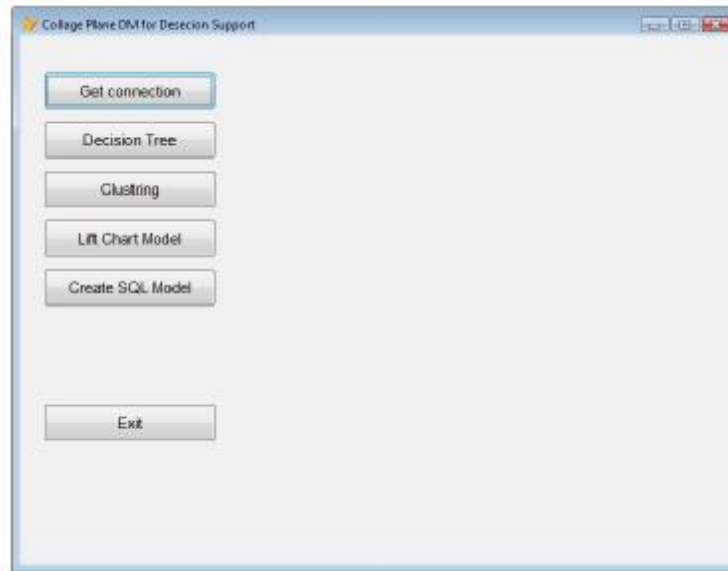 Collage Plane DM for Desecion Support
Get connection
Decision Tree
Clustring
Lift Chart Model
Create SQL Model
Exit